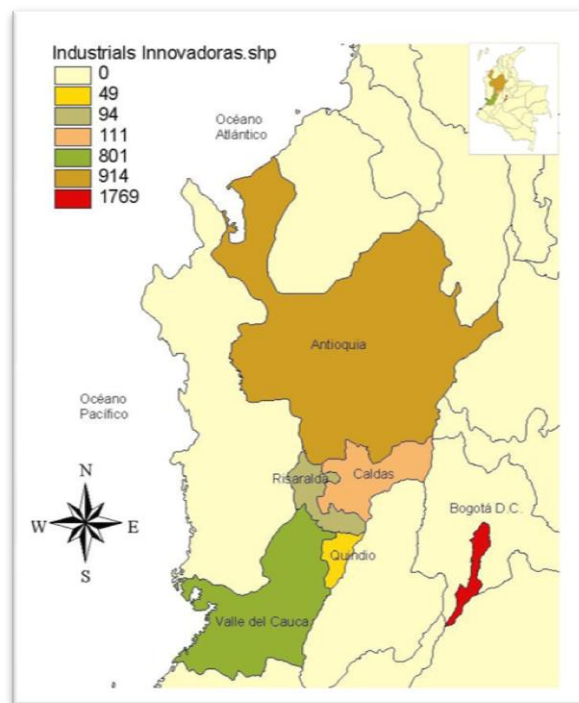 Industrials Innovadoras.shp
0
49
94
111
801
914
1769
Océano
Atlántico
Antioquia
Océano
Pacífico
Risaralda
Caldas
Bogotá D.C.
Quindio
Valle del Cauca
N
W
E
S